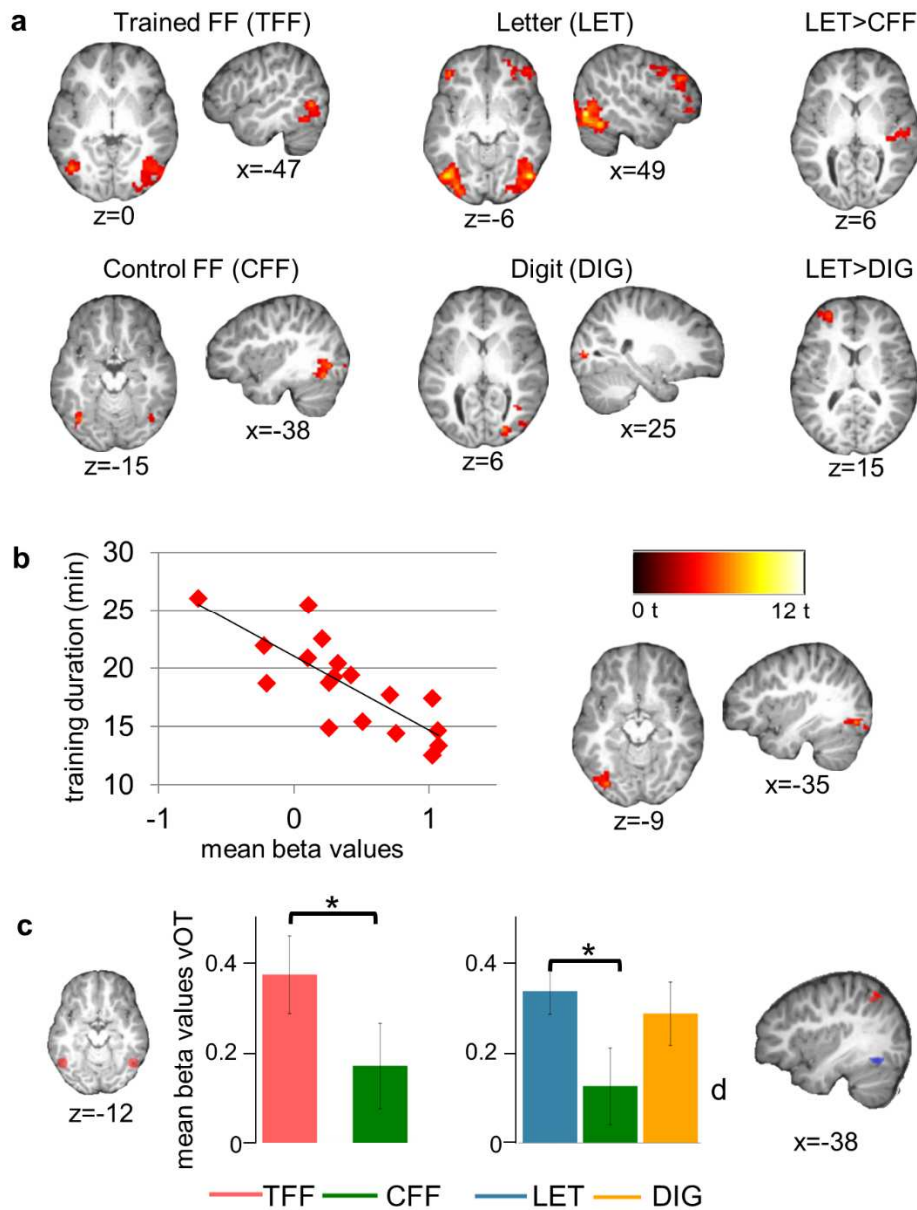 a
Trained FF (TFF)
Letter (LET)
LET>CFF
x=-47
x=49
z=0
z=-6
z=6
Control FF (CFF)
Digit (DIG)
LET>DIG
x=-38
x=25
z=-15
z=6
z=15
b
training duration (min)
30
25
20
15
10
-1
0
1
mean beta values
0 t
12 t
x=-35
z=-9
c
mean beta values vOT
*
0.4
0.2
0
*
0.4
0.2
0
z=-12
d
x=-38
TFF
CFF
LET
DIG